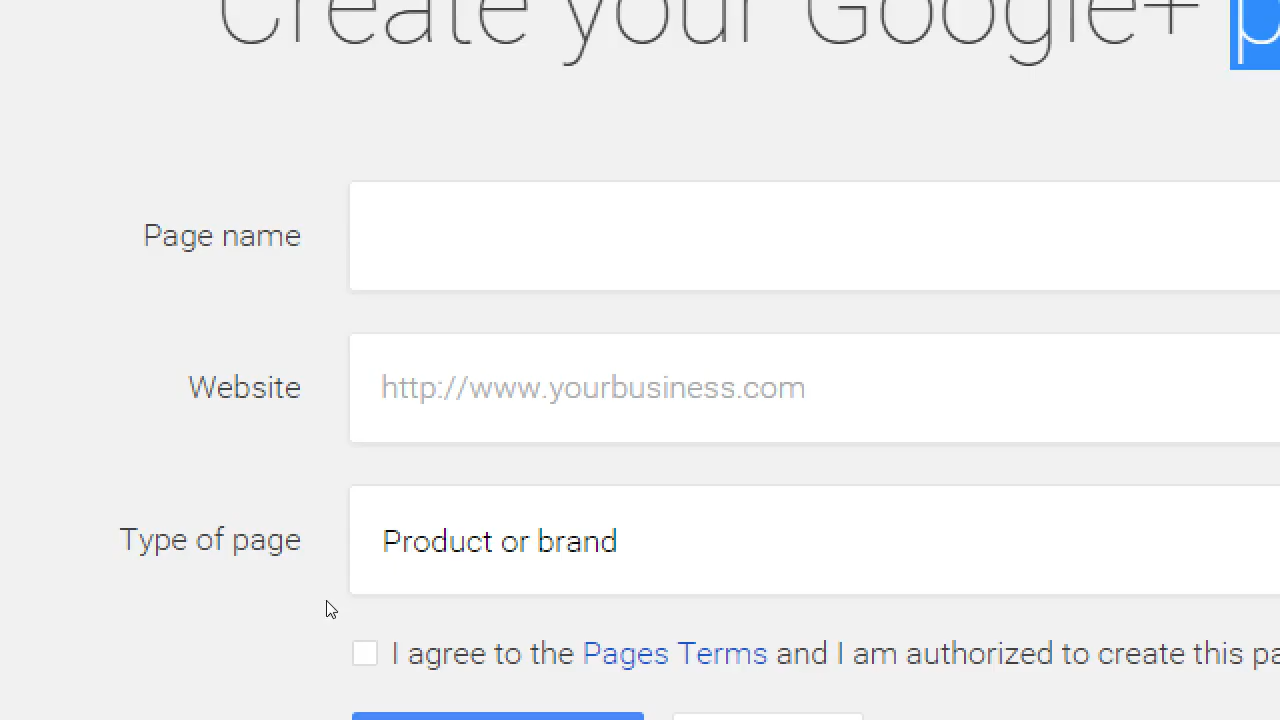 Create your Google+ p
Page name
Website
http://www.yourbusiness.com
Type of page
Product or brand
I agree to the Pages Terms and I am authorized to create this pa